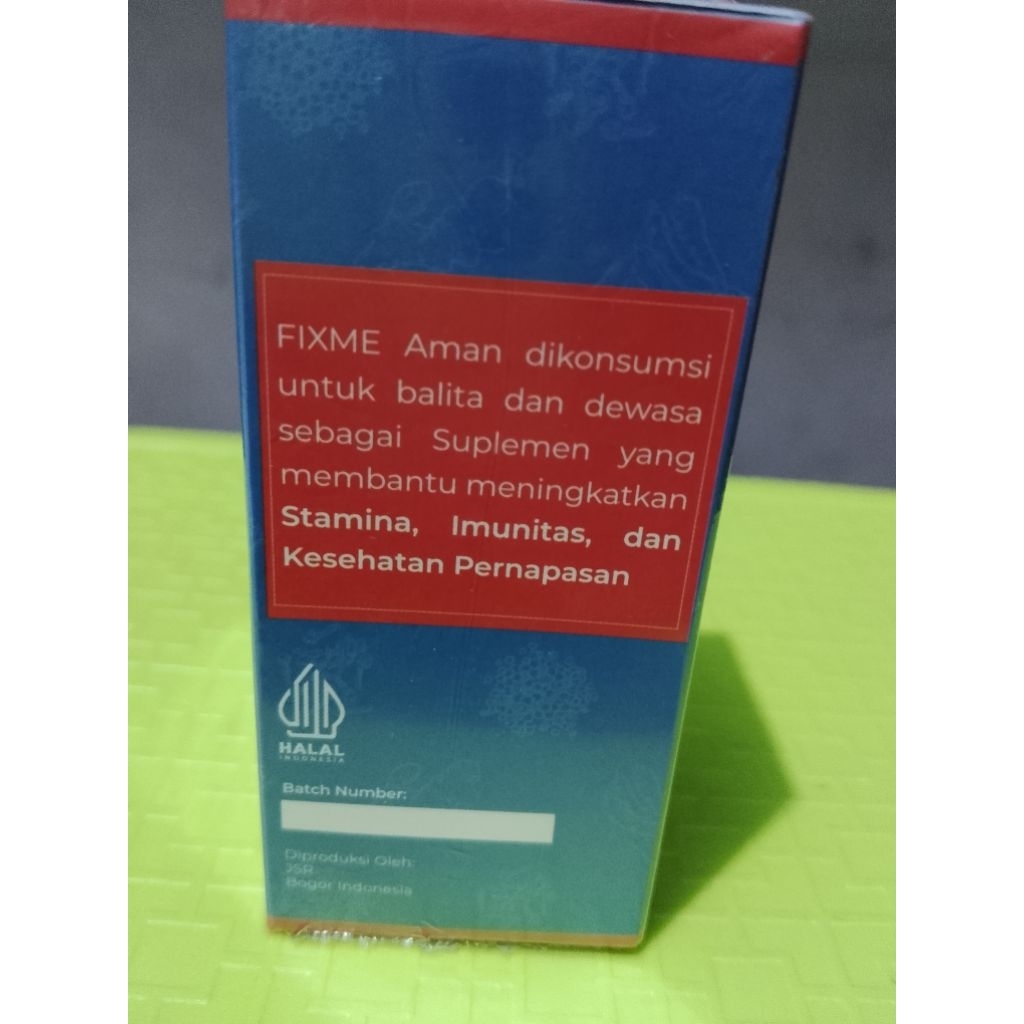 FIXME Aman dikonsumsi
untuk balita dan dewasa
sebagai Suplemen yang
membantu meningkatkan
Stamina, Imunitas, dan
Kesehatan Pernapasan
HALAL
INDONESIA
Batch Number:
Diproduksi Oleh:
JSR
Bogor Indonesia